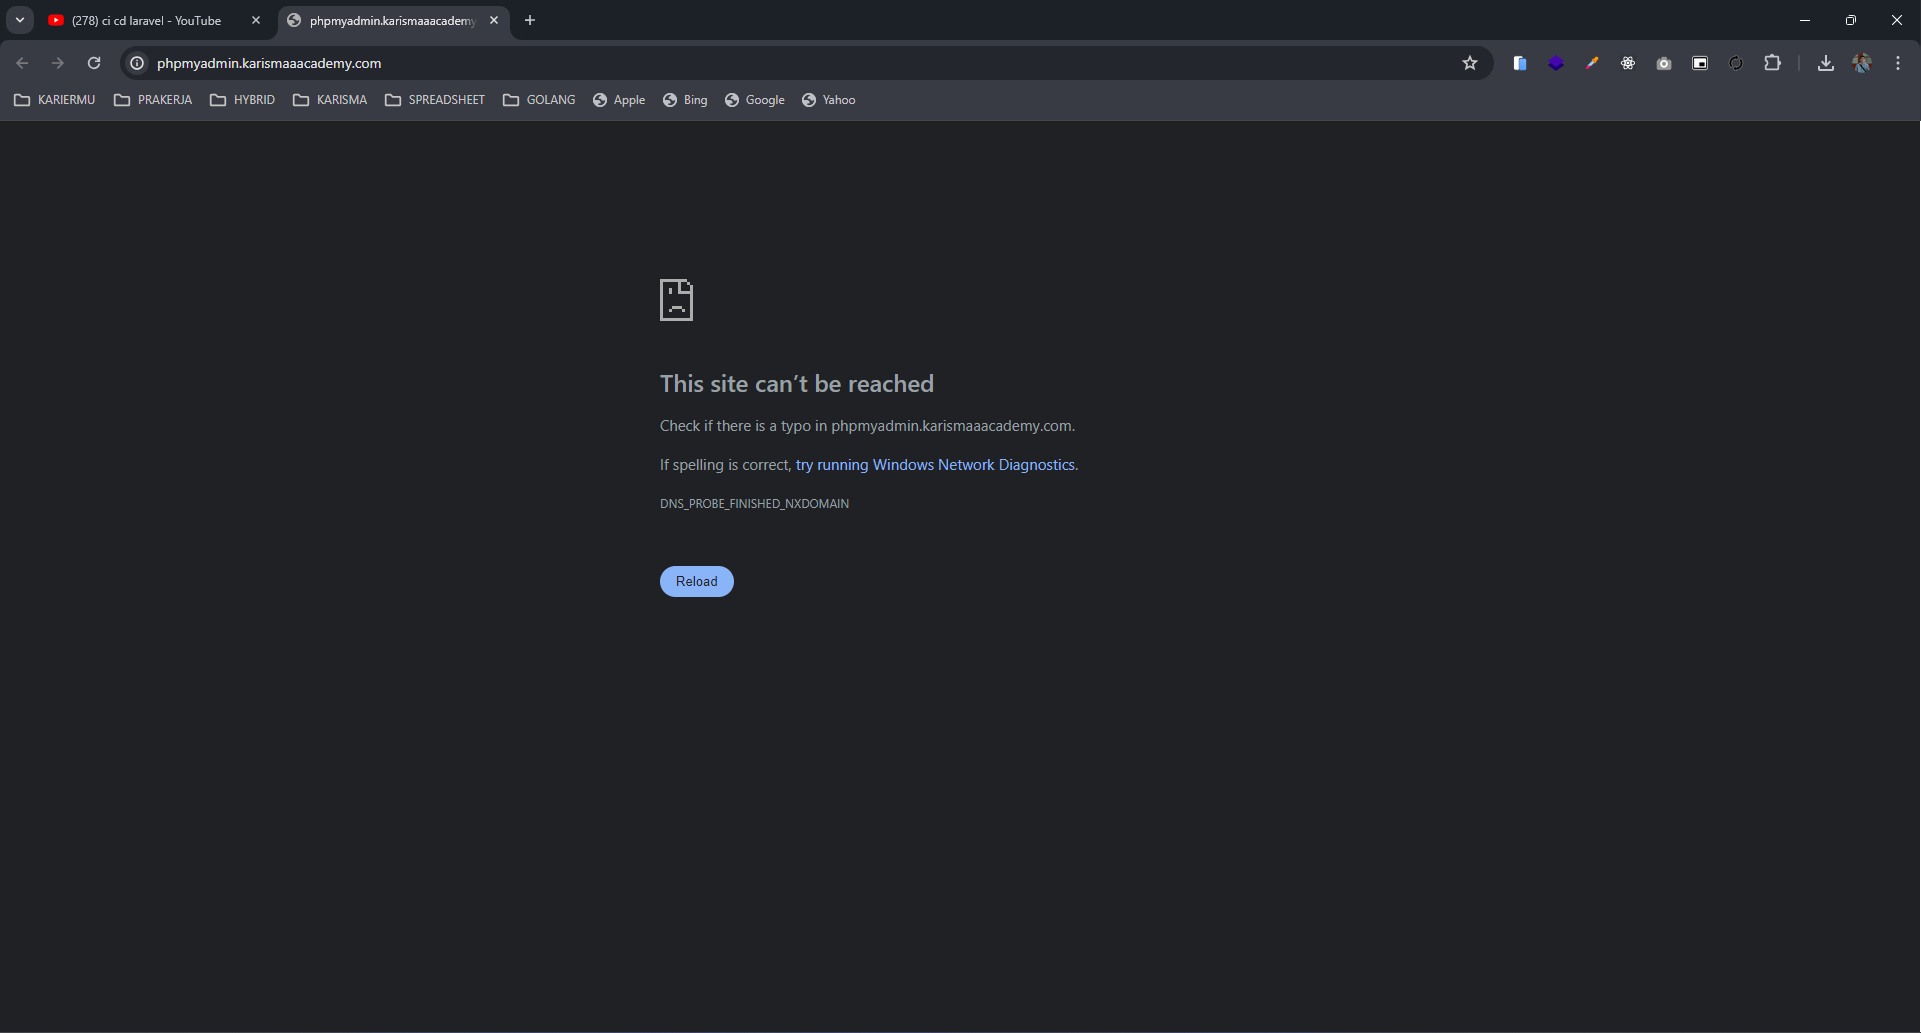 (278) ci cd laravel - YouTube
phpmyadmin.karismaaacademy
phpmyadmin.karismaaacademy.com
KARIERMU PRAKERJA HYBRID KARISMA SPREADSHEET GOLANG Apple Bing Google Yahoo
This site can’t be reached
Check if there is a typo in phpmyadmin.karismaaacademy.com.
If spelling is correct, try running Windows Network Diagnostics.
DNS_PROBE_FINISHED_NXDOMAIN
Reload